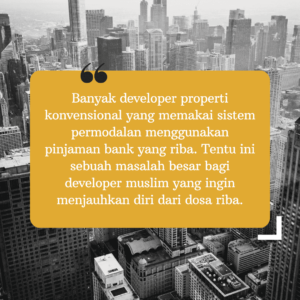 Banyak developer properti
konvensional yang memakai sistem
permodalan menggunakan
pinjaman bank yang riba. Tentu ini
sebuah masalah besar bagi
developer muslim yang ingin
menjauhkan diri dari dosa riba.